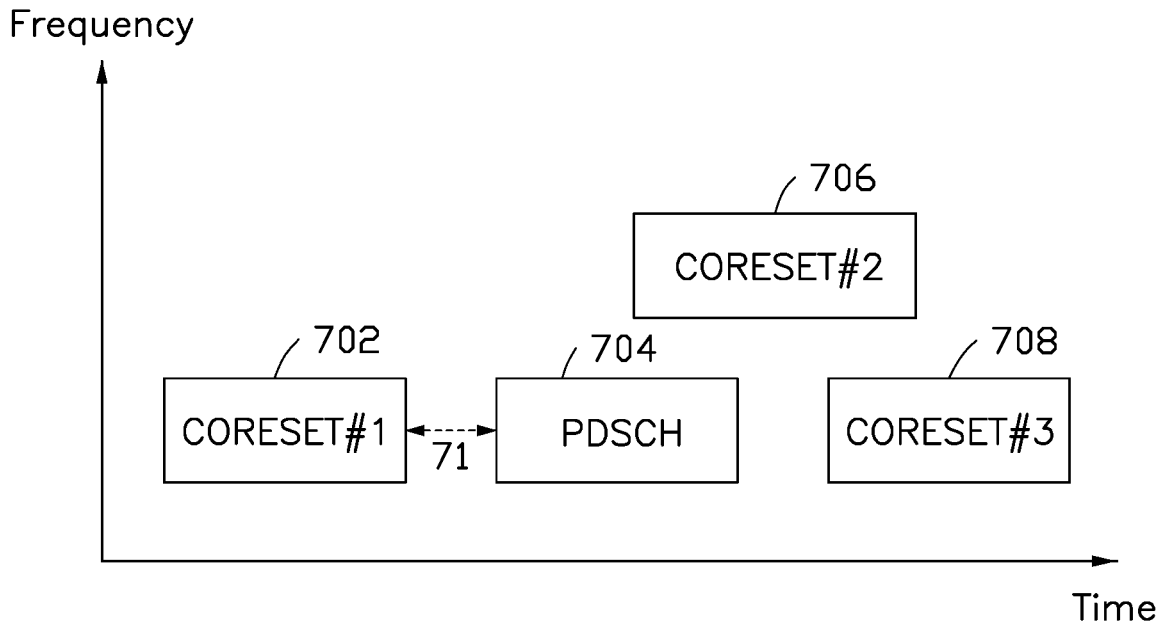 Frequency
706
CORESET#2
702
704
708
CORESET#1
71
PDSCH
CORESET#3
Time